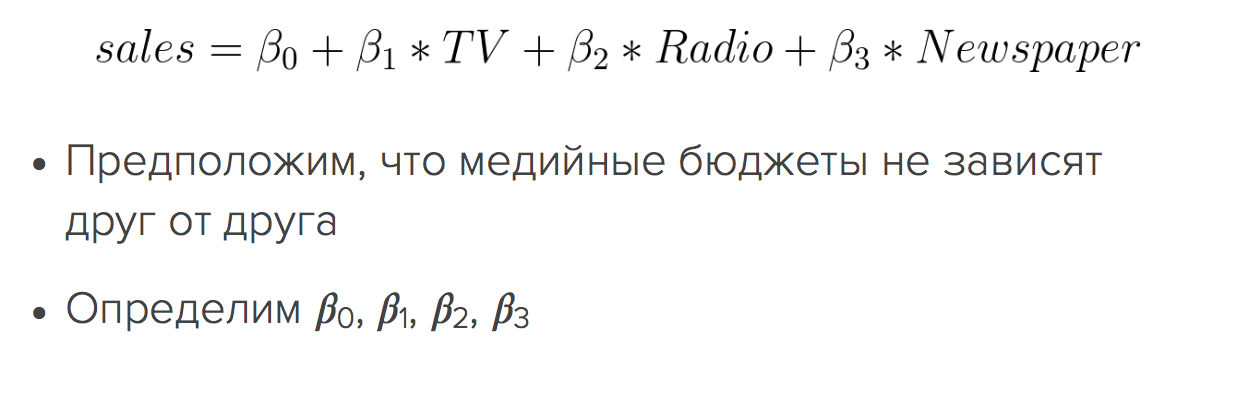 sales = β₀ + β₁ * TV + β₂ * Radio + β₃ * Newspaper
• Предположим, что медийные бюджеты не зависят
друг от друга
• Определим β₀, β₁, β₂, β₃